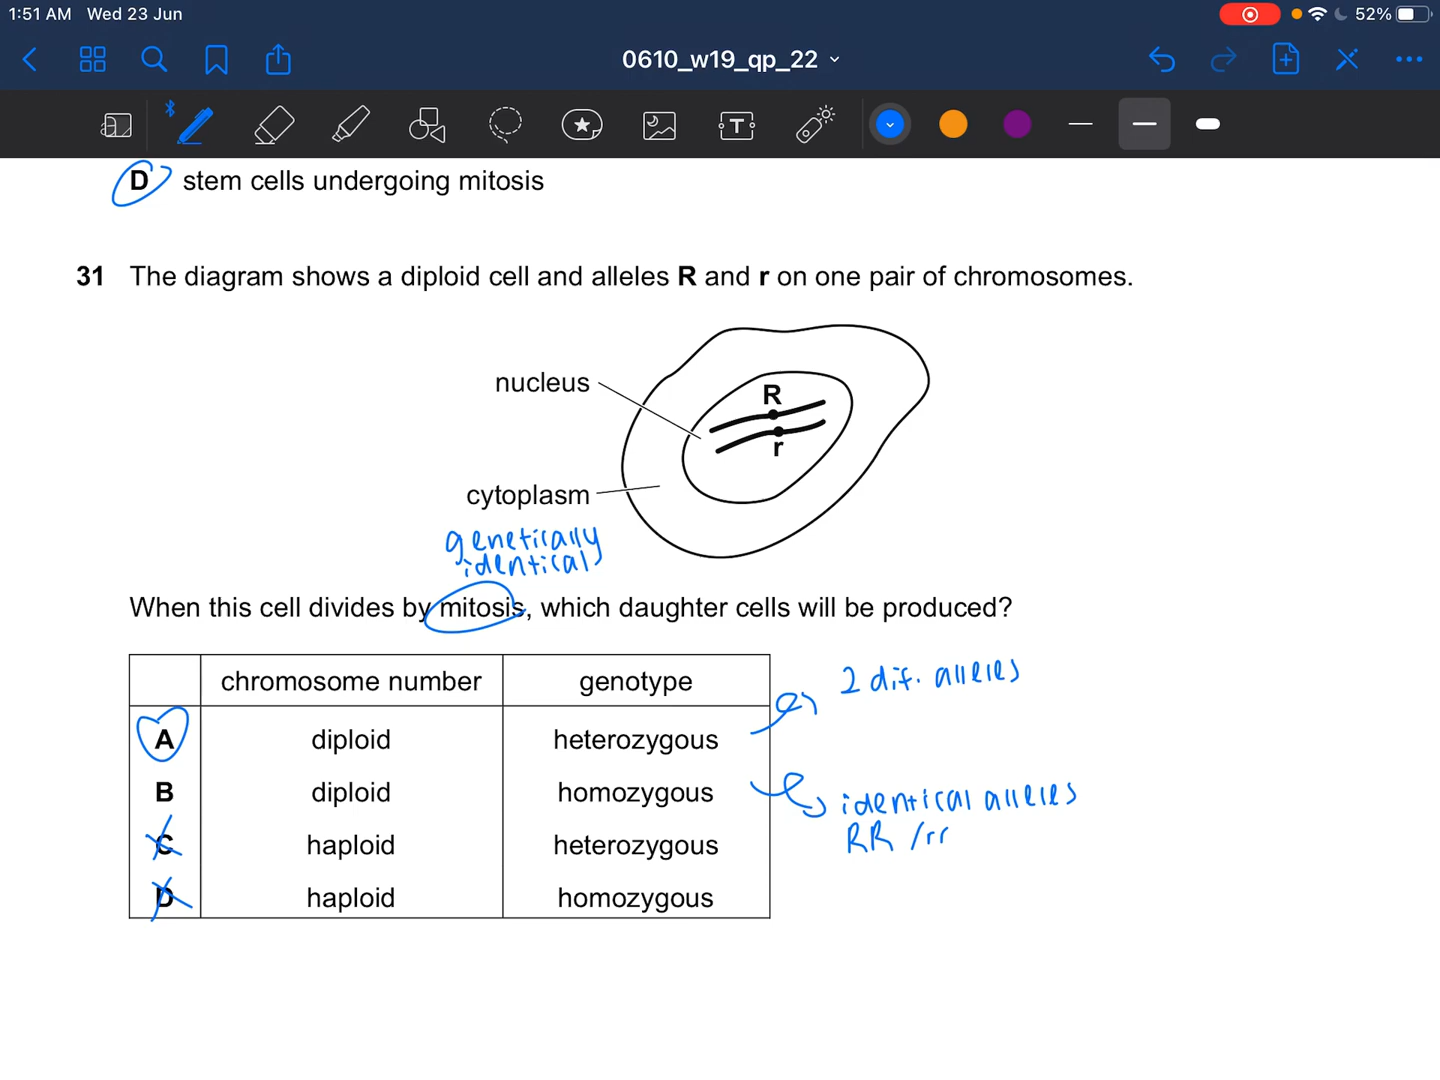 1:51 AM Wed 23 Jun
52%
0610_w19_qp_22
T
D stem cells undergoing mitosis
31 The diagram shows a diploid cell and alleles R and r on one pair of chromosomes.
nucleus
R
r
cytoplasm
genetically
identical
When this cell divides by mitosis, which daughter cells will be produced?
chromosome number genotype
2 dif. alleles
A diploid heterozygous
B diploid homozygous
identical alleles
RR /rr
C haploid heterozygous
D haploid homozygous